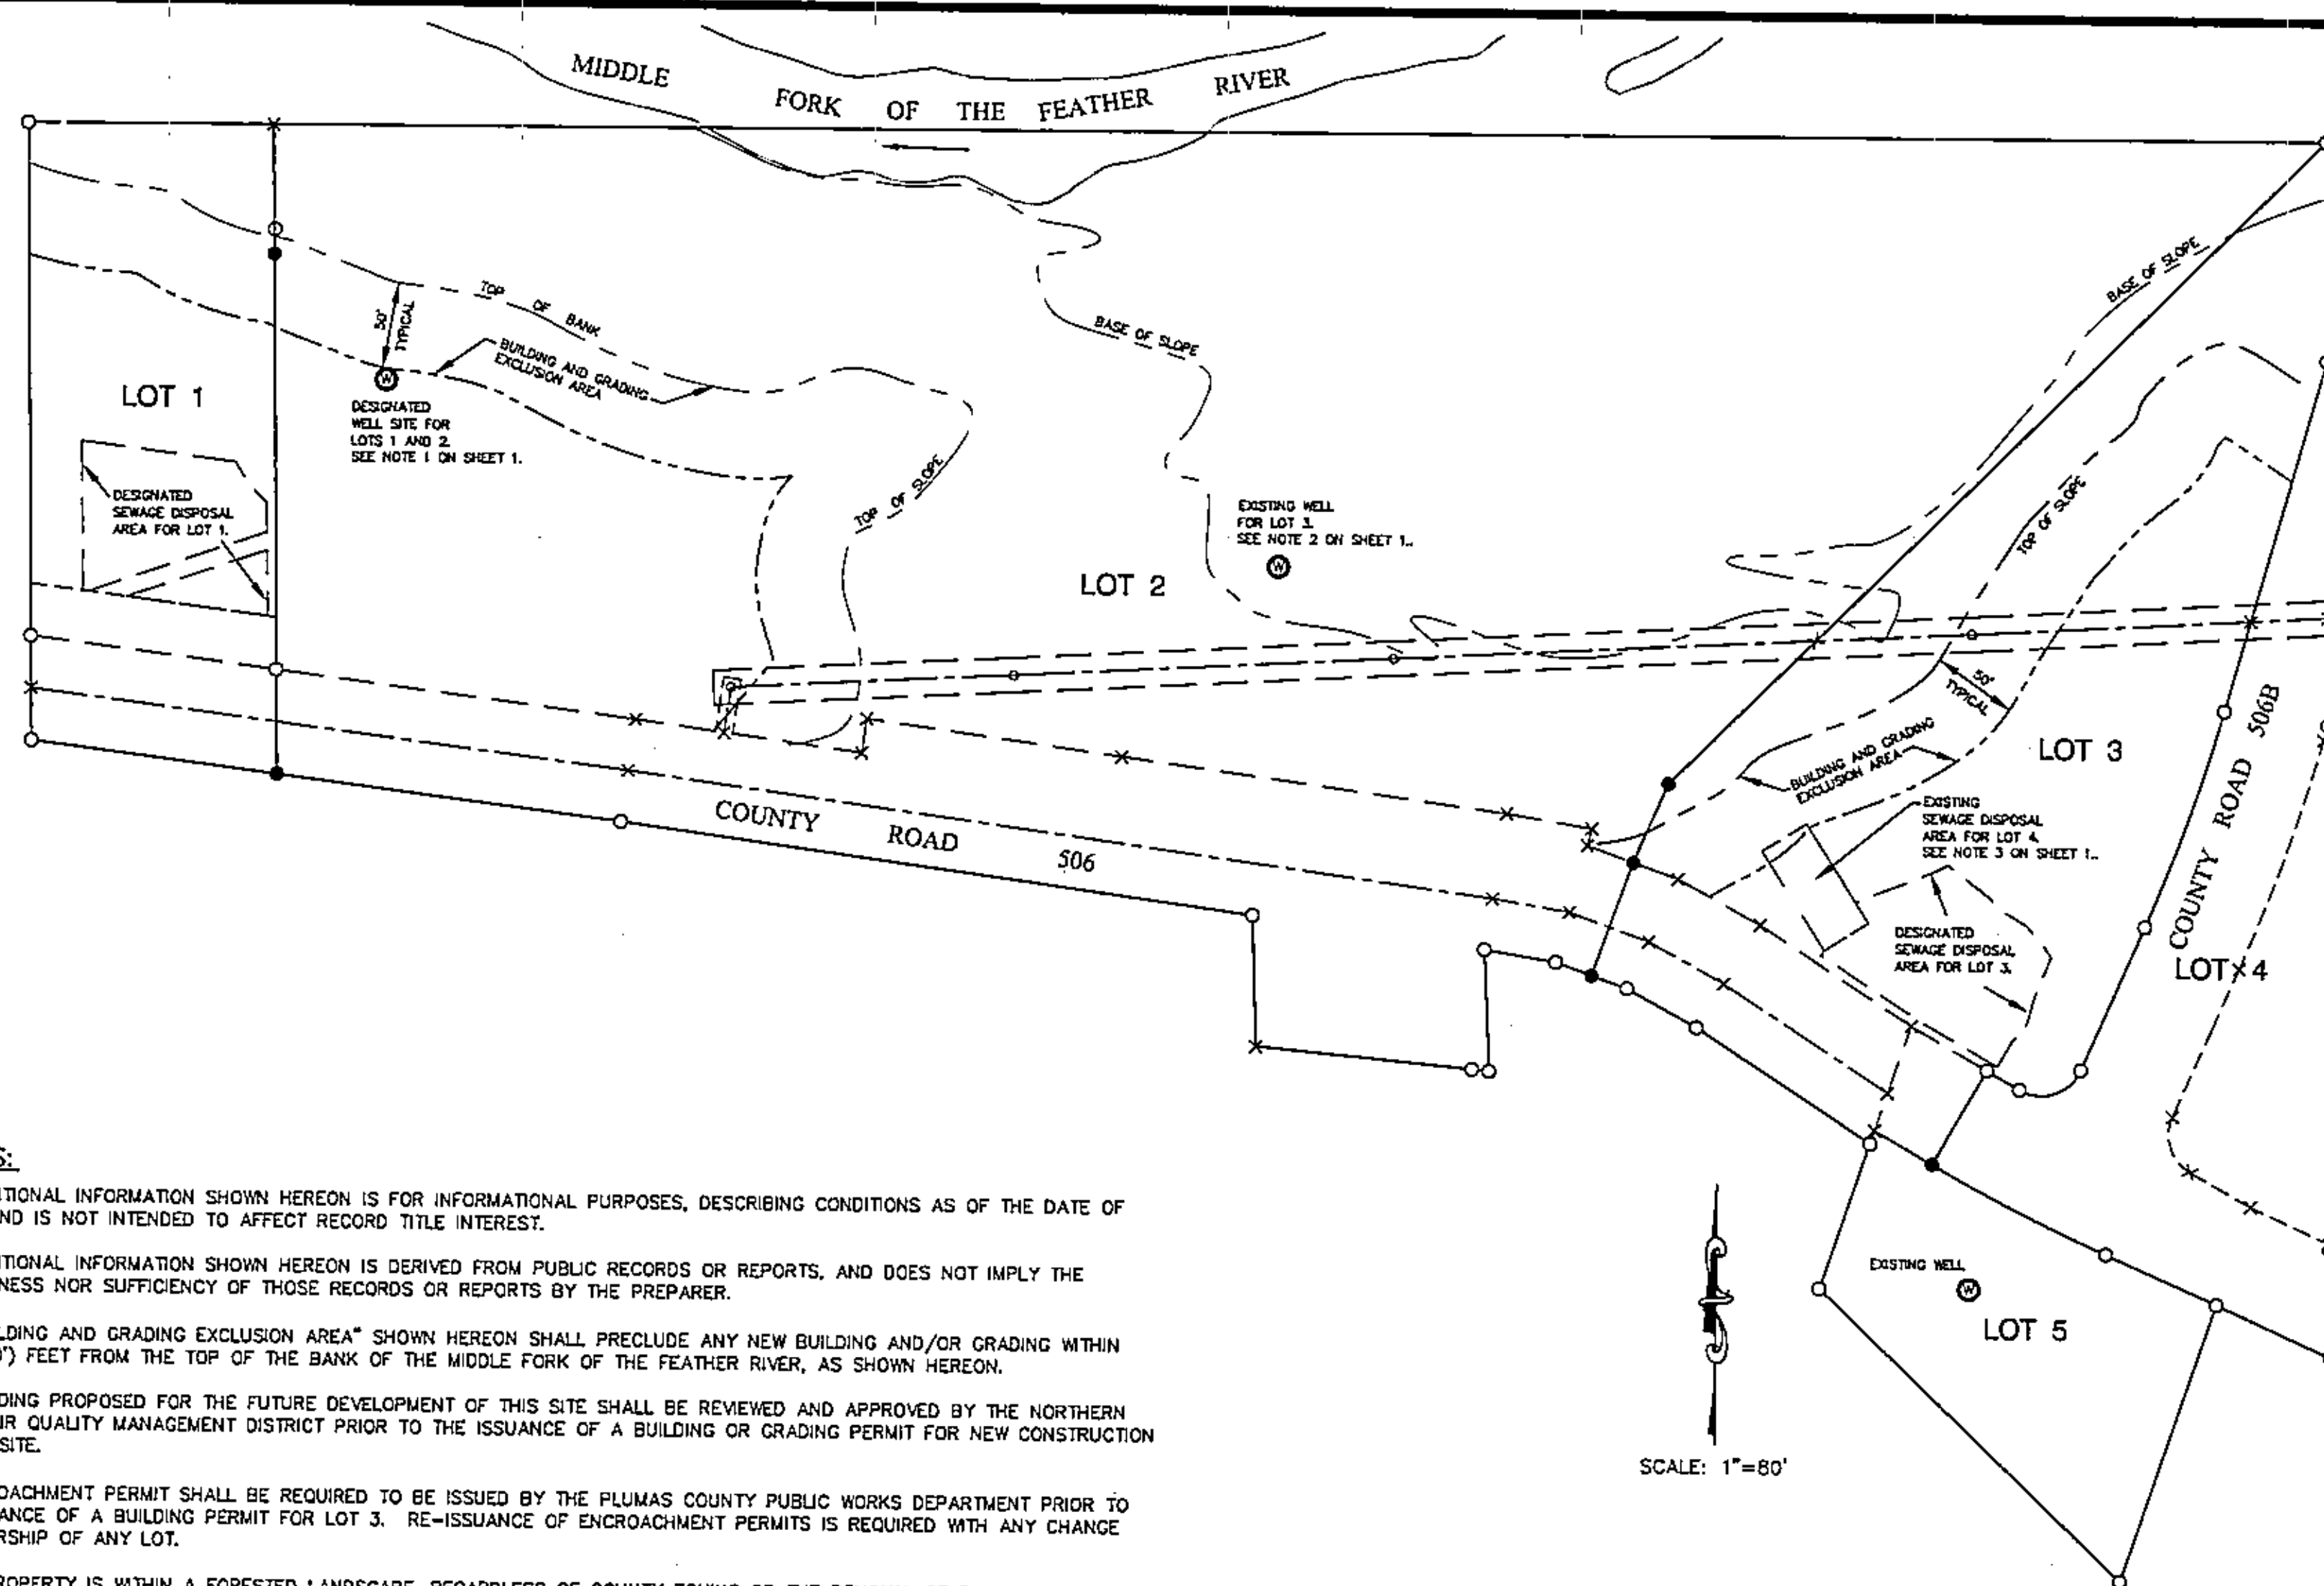 MIDDLE FORK OF THE FEATHER RIVER
BASE OF SLOPE
50'
TYPICAL
TOP OF BANK
BUILDING AND GRADING
EXCLUSION AREA
BASE OF SLOPE
LOT 1
W
DESIGNATED
WELL SITE FOR
LOTS 1 AND 2.
SEE NOTE 1 ON SHEET 1.
DESIGNATED
SEWAGE DISPOSAL
AREA FOR LOT 1.
TOP OF SLOPE
EXISTING WELL
FOR LOT 3.
SEE NOTE 2 ON SHEET 1..
W
LOT 2
TOP OF SLOPE
50'
TYPICAL
BUILDING AND GRADING
EXCLUSION AREA
LOT 3
COUNTY ROAD 506B
EXISTING
SEWAGE DISPOSAL
AREA FOR LOT 4.
SEE NOTE 3 ON SHEET 1..
DESIGNATED
SEWAGE DISPOSAL
AREA FOR LOT 3.
LOT 4
COUNTY ROAD 506
EXISTING WELL
W
LOT 5
SCALE: 1"=80'
S:
TIONAL INFORMATION SHOWN HEREON IS FOR INFORMATIONAL PURPOSES, DESCRIBING CONDITIONS AS OF THE DATE OF
ND IS NOT INTENDED TO AFFECT RECORD TITLE INTEREST.
TIONAL INFORMATION SHOWN HEREON IS DERIVED FROM PUBLIC RECORDS OR REPORTS, AND DOES NOT IMPLY THE
NESS NOR SUFFICIENCY OF THOSE RECORDS OR REPORTS BY THE PREPARER.
LDING AND GRADING EXCLUSION AREA" SHOWN HEREON SHALL PRECLUDE ANY NEW BUILDING AND/OR GRADING WITHIN
') FEET FROM THE TOP OF THE BANK OF THE MIDDLE FORK OF THE FEATHER RIVER, AS SHOWN HEREON.
DING PROPOSED FOR THE FUTURE DEVELOPMENT OF THIS SITE SHALL BE REVIEWED AND APPROVED BY THE NORTHERN
IR QUALITY MANAGEMENT DISTRICT PRIOR TO THE ISSUANCE OF A BUILDING OR GRADING PERMIT FOR NEW CONSTRUCTION
SITE.
OACHMENT PERMIT SHALL BE REQUIRED TO BE ISSUED BY THE PLUMAS COUNTY PUBLIC WORKS DEPARTMENT PRIOR TO
ANCE OF A BUILDING PERMIT FOR LOT 3. RE-ISSUANCE OF ENCROACHMENT PERMITS IS REQUIRED WITH ANY CHANGE
RSHIP OF ANY LOT.
ROPERTY IS WITHIN A FORESTED LANDSCAPE, REGARDLESS OF COUNTY ZONING